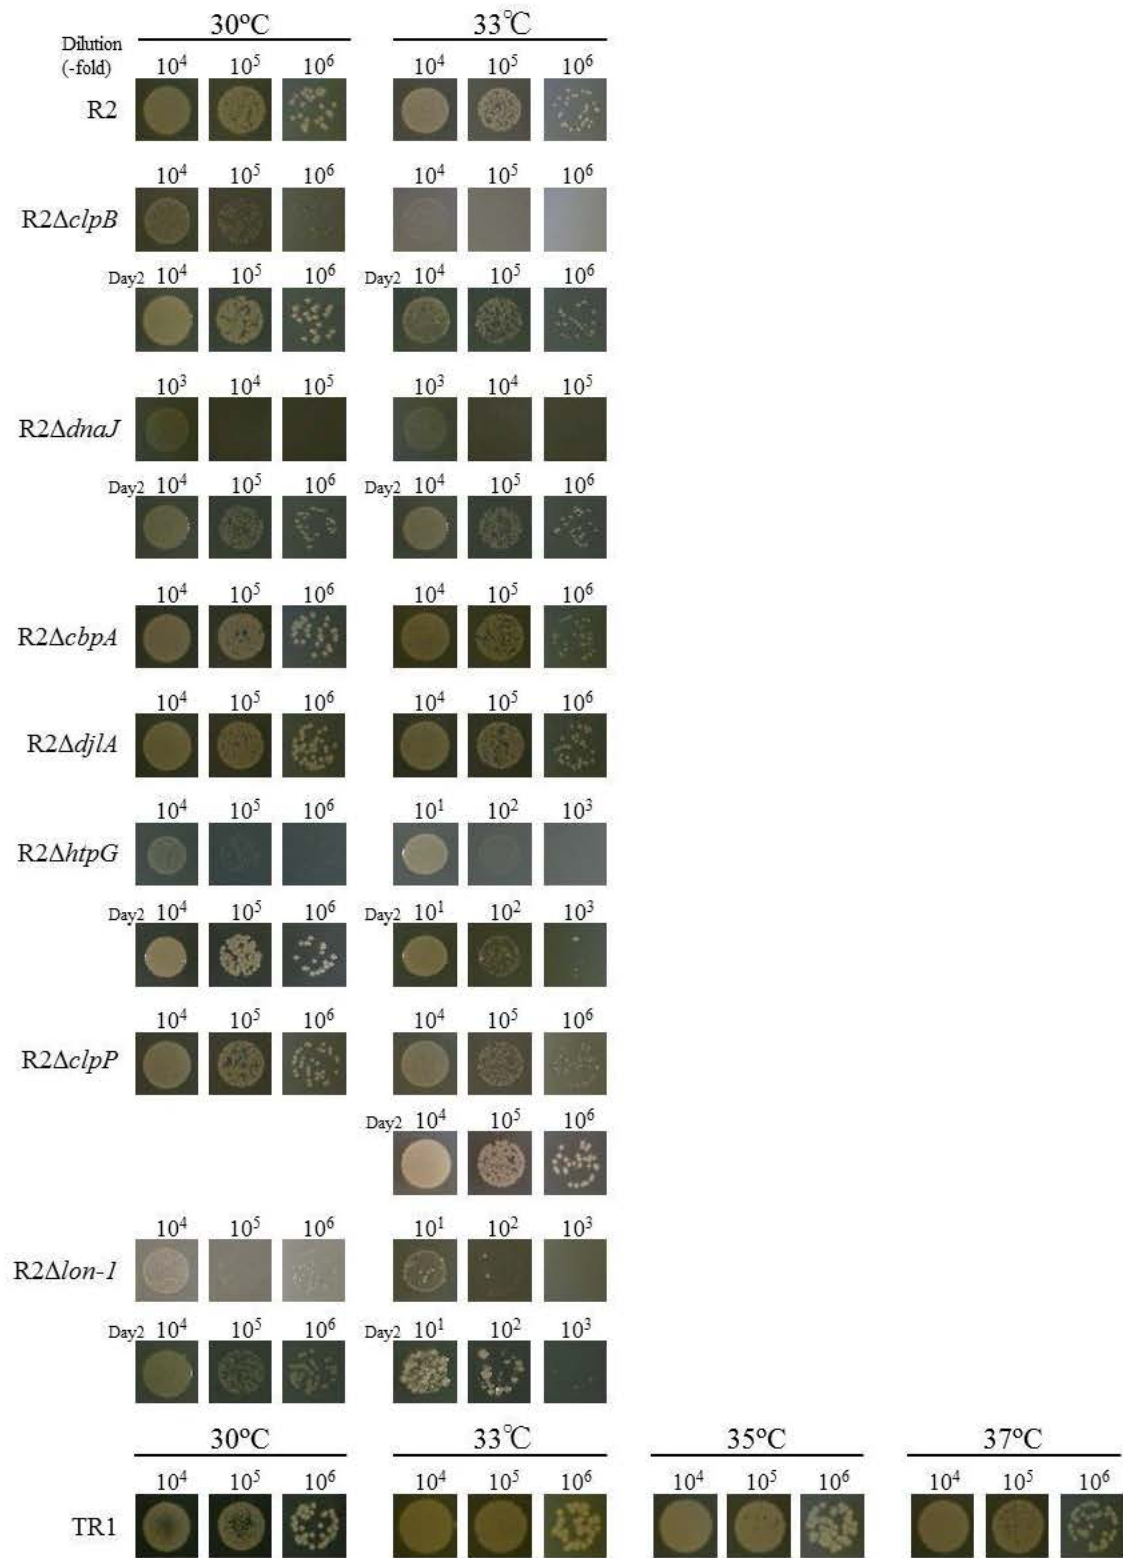 30°C 33℃
Dilution
(-fold) 10⁴ 10⁵ 10⁶ 10⁴ 10⁵ 10⁶
R2
10⁴ 10⁵ 10⁶ 10⁴ 10⁵ 10⁶
R2ΔclpB
Day2 10⁴ 10⁵ 10⁶ Day2 10⁴ 10⁵ 10⁶
10³ 10⁴ 10⁵ 10³ 10⁴ 10⁵
R2ΔdnaJ
Day2 10⁴ 10⁵ 10⁶ Day2 10⁴ 10⁵ 10⁶
10⁴ 10⁵ 10⁶ 10⁴ 10⁵ 10⁶
R2ΔcbpA
10⁴ 10⁵ 10⁶ 10⁴ 10⁵ 10⁶
R2ΔdjlA
10⁴ 10⁵ 10⁶ 10¹ 10² 10³
R2ΔhtpG
Day2 10⁴ 10⁵ 10⁶ Day2 10¹ 10² 10³
10⁴ 10⁵ 10⁶ 10⁴ 10⁵ 10⁶
R2ΔclpP
Day2 10⁴ 10⁵ 10⁶
10⁴ 10⁵ 10⁶ 10¹ 10² 10³
R2Δlon-1
Day2 10⁴ 10⁵ 10⁶ Day2 10¹ 10² 10³
30°C 33℃ 35°C 37°C
10⁴ 10⁵ 10⁶ 10⁴ 10⁵ 10⁶ 10⁴ 10⁵ 10⁶ 10⁴ 10⁵ 10⁶
TR1